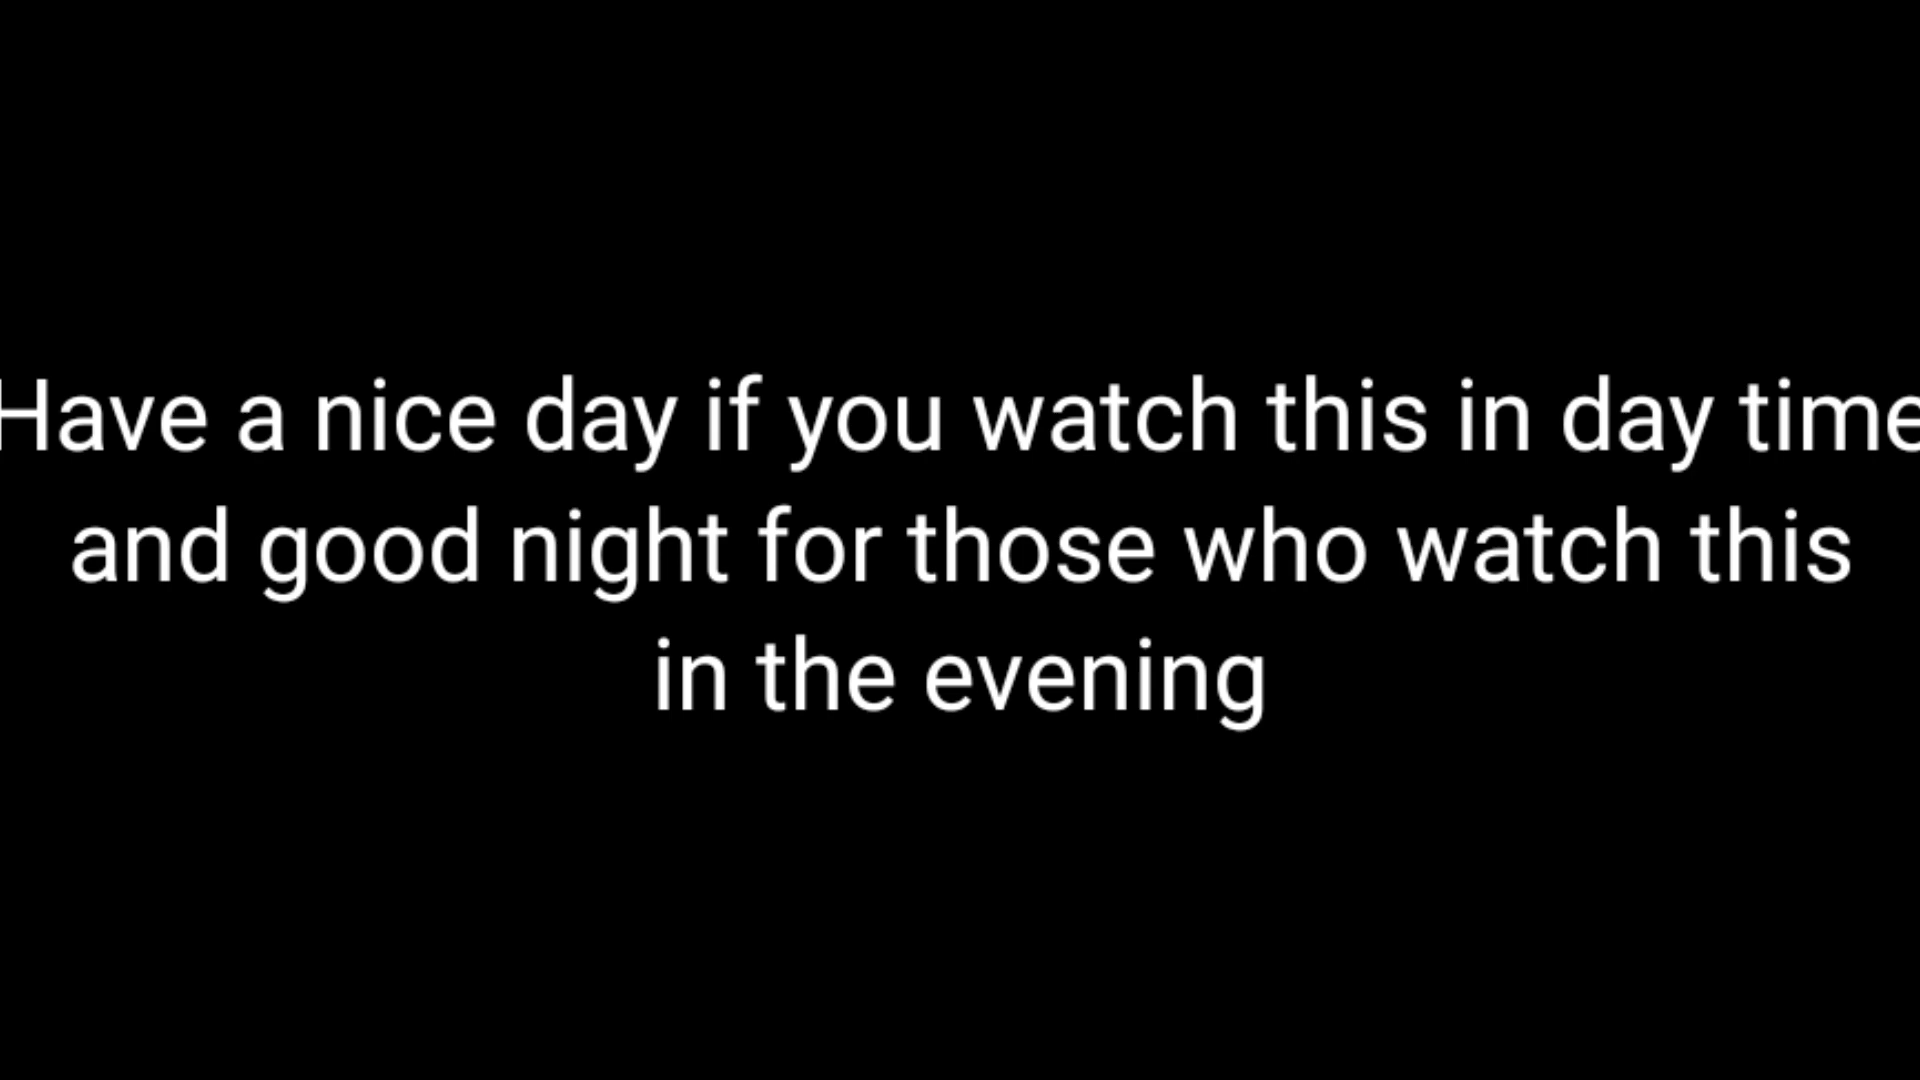 Have a nice day if you watch this in day time
and good night for those who watch this
in the evening